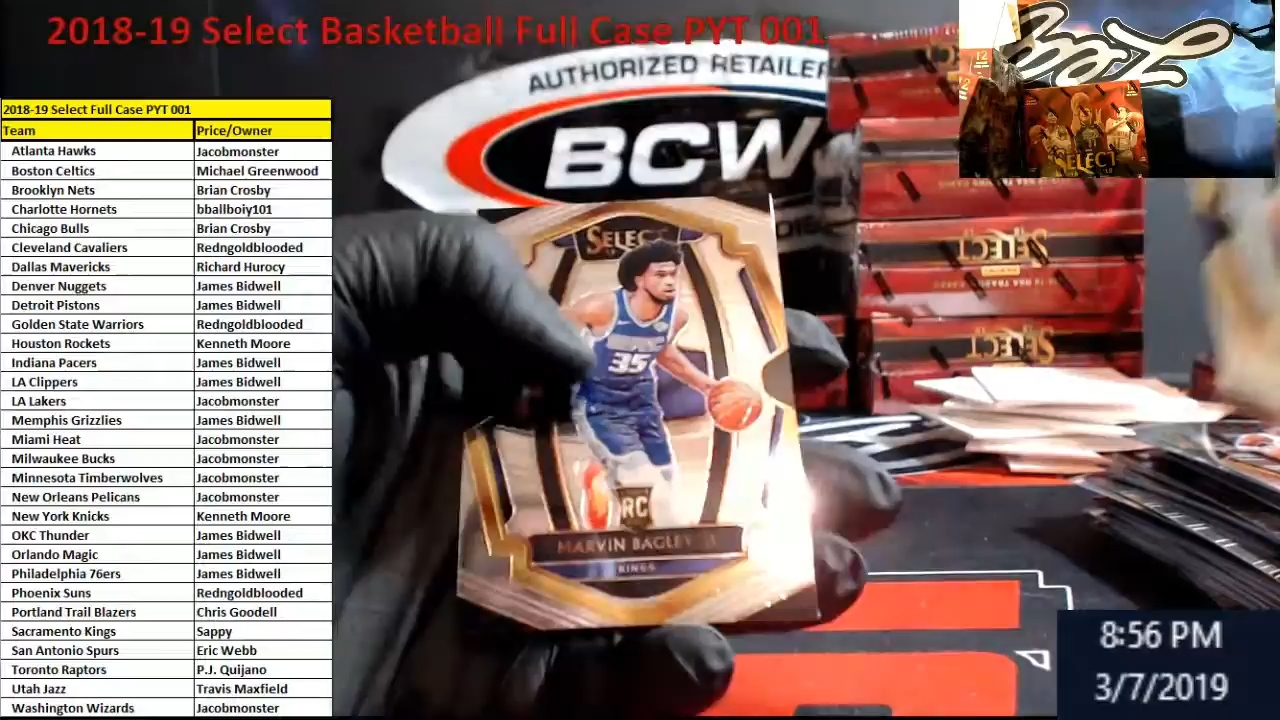 2018-19 Select Basketball Full Case PYT 001
AUTHORIZED RETAILER
BCW
2018-19 Select Full Case PYT 001
Team Price/Owner
Atlanta Hawks Jacobmonster
Boston Celtics Michael Greenwood
Brooklyn Nets Brian Crosby
Charlotte Hornets bballboiy101
Chicago Bulls Brian Crosby
Cleveland Cavaliers Redngoldblooded
Dallas Mavericks Richard Hurocy
Denver Nuggets James Bidwell
Detroit Pistons James Bidwell
Golden State Warriors Redngoldblooded
Houston Rockets Kenneth Moore
Indiana Pacers James Bidwell
LA Clippers James Bidwell
LA Lakers Jacobmonster
Memphis Grizzlies James Bidwell
Miami Heat Jacobmonster
Milwaukee Bucks Jacobmonster
Minnesota Timberwolves Jacobmonster
New Orleans Pelicans Jacobmonster
New York Knicks Kenneth Moore
OKC Thunder James Bidwell
Orlando Magic James Bidwell
Philadelphia 76ers James Bidwell
Phoenix Suns Redngoldblooded
Portland Trail Blazers Chris Goodell
Sacramento Kings Sappy
San Antonio Spurs Eric Webb
Toronto Raptors P.J. Quijano
Utah Jazz Travis Maxfield
Washington Wizards Jacobmonster
SELECT
35
RC
MARVIN BAGLEY
KINGS
SELECT
SELECT
SELECT
12
8:56 PM
3/7/2019